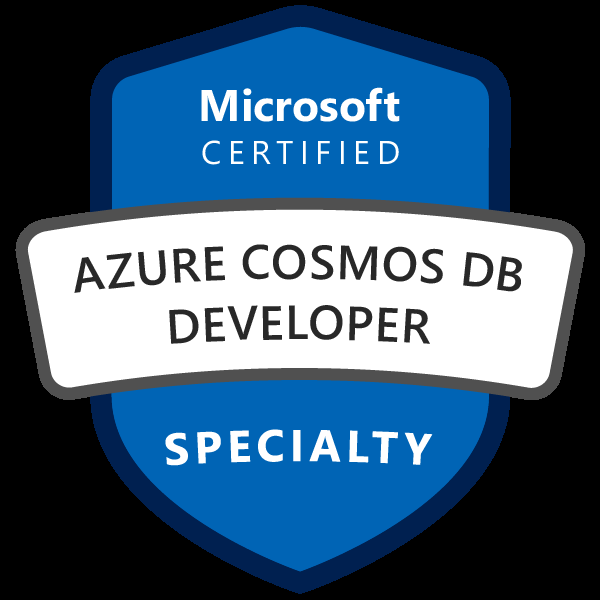 Microsoft
CERTIFIED
AZURE COSMOS DB
DEVELOPER
SPECIALTY